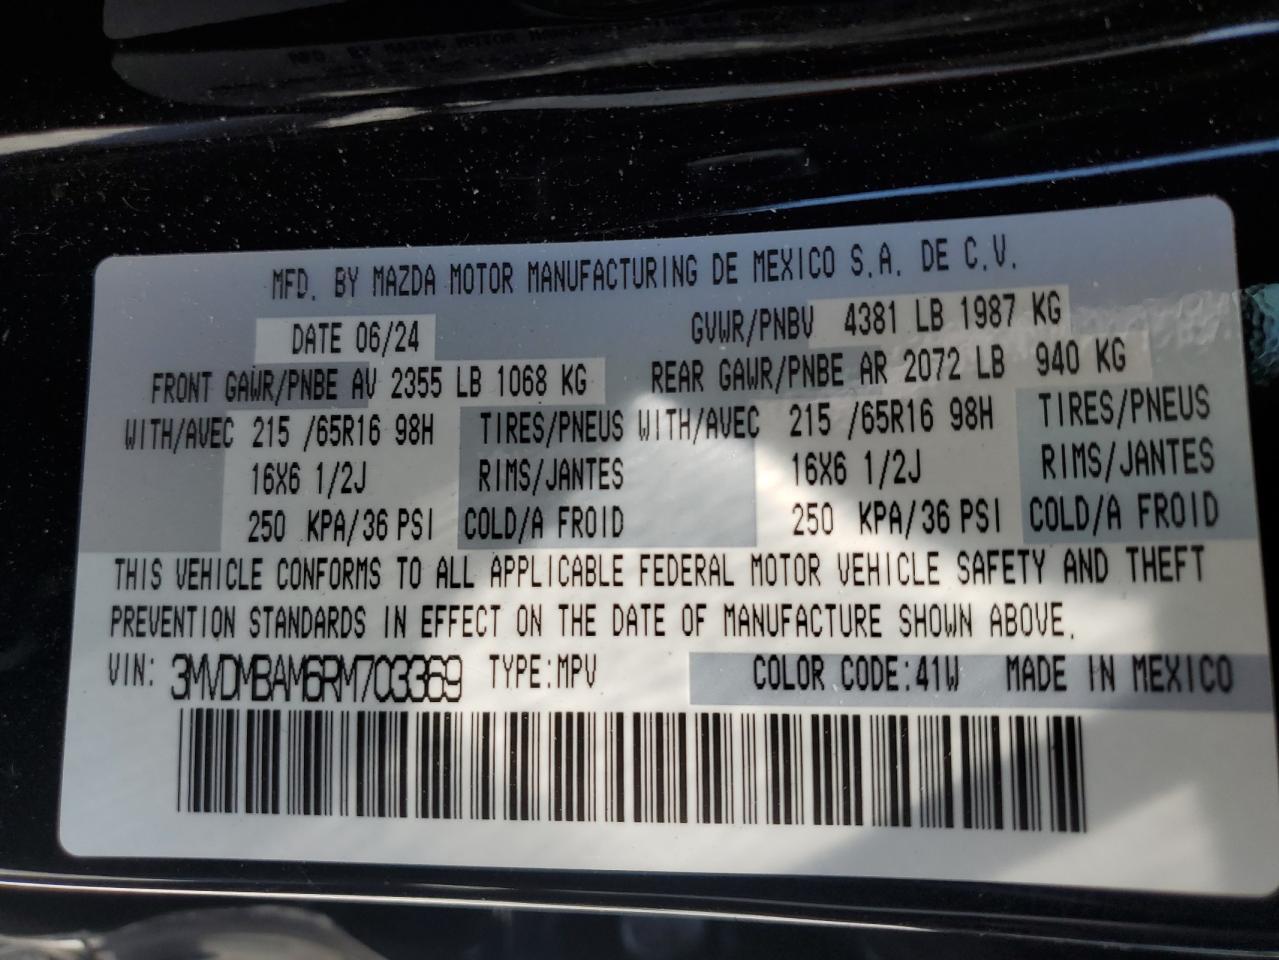 MFD. BY MAZDA MOTOR MANUFACTURING DE MEXICO S.A. DE C.V.
DATE 06/24 GVWR/PNBV 4381 LB 1987 KG
FRONT GAWR/PNBE AV 2355 LB 1068 KG REAR GAWR/PNBE AR 2072 LB 940 KG
WITH/AVEC 215 /65R16 98H TIRES/PNEUS WITH/AVEC 215 /65R16 98H TIRES/PNEUS
16X6 1/2J RIMS/JANTES 16X6 1/2J RIMS/JANTES
250 KPA/36 PSI COLD/A FROID 250 KPA/36 PSI COLD/A FROID
THIS VEHICLE CONFORMS TO ALL APPLICABLE FEDERAL MOTOR VEHICLE SAFETY AND THEFT
PREVENTION STANDARDS IN EFFECT ON THE DATE OF MANUFACTURE SHOWN ABOVE.
VIN: 3MVDMBAM6RM703369 TYPE:MPV COLOR CODE:41W MADE IN MEXICO